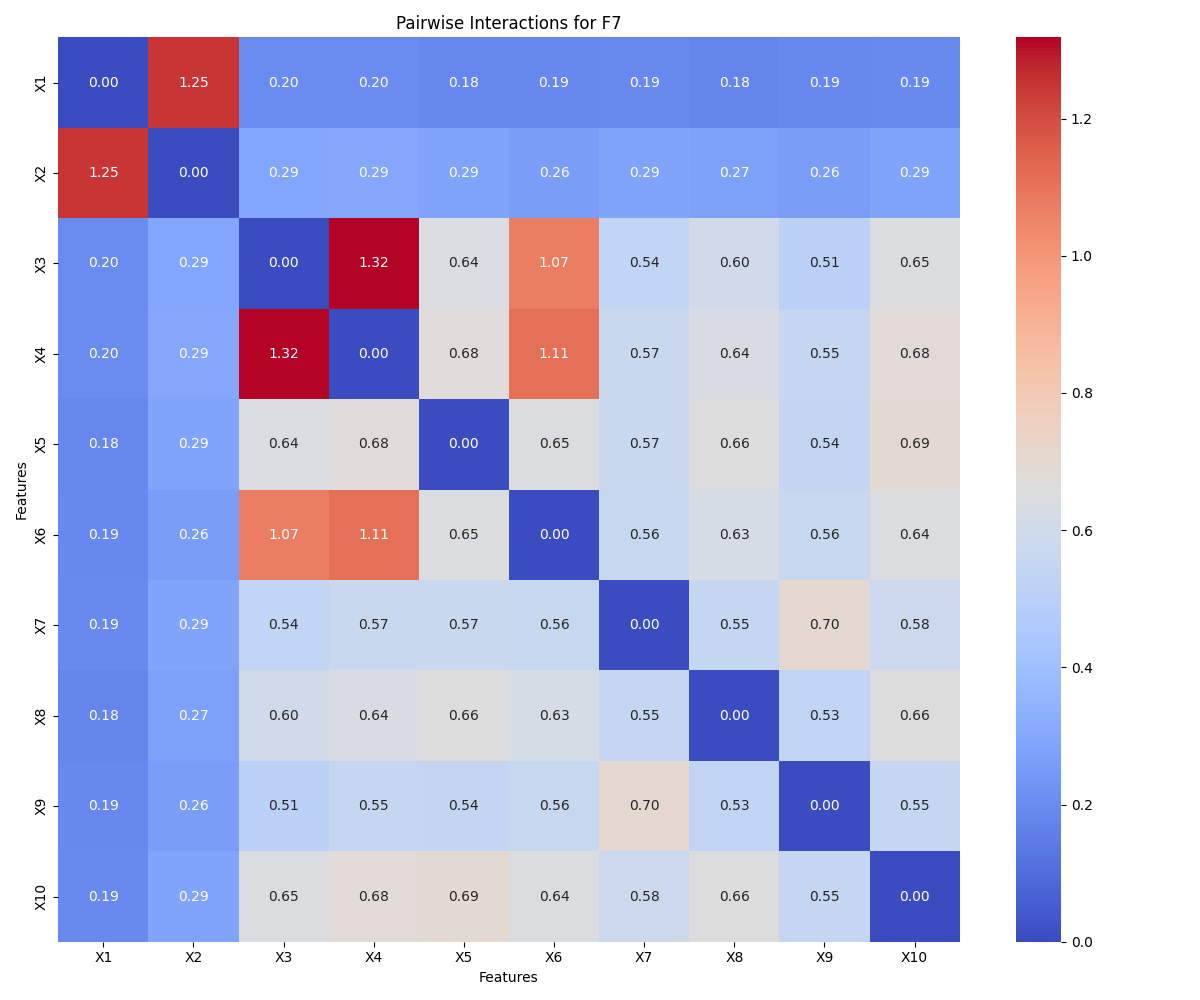 Pairwise Interactions for F7
X1 0.00 1.25 0.20 0.20 0.18 0.19 0.19 0.18 0.19 0.19
X2 1.25 0.00 0.29 0.29 0.29 0.26 0.29 0.27 0.26 0.29
X3 0.20 0.29 0.00 1.32 0.64 1.07 0.54 0.60 0.51 0.65
X4 0.20 0.29 1.32 0.00 0.68 1.11 0.57 0.64 0.55 0.68
X5 0.18 0.29 0.64 0.68 0.00 0.65 0.57 0.66 0.54 0.69
X6 0.19 0.26 1.07 1.11 0.65 0.00 0.56 0.63 0.56 0.64
X7 0.19 0.29 0.54 0.57 0.57 0.56 0.00 0.55 0.70 0.58
X8 0.18 0.27 0.60 0.64 0.66 0.63 0.55 0.00 0.53 0.66
X9 0.19 0.26 0.51 0.55 0.54 0.56 0.70 0.53 0.00 0.55
X10 0.19 0.29 0.65 0.68 0.69 0.64 0.58 0.66 0.55 0.00
X1 X2 X3 X4 X5 X6 X7 X8 X9 X10
Features
Features
1.2
1.0
0.8
0.6
0.4
0.2
0.0